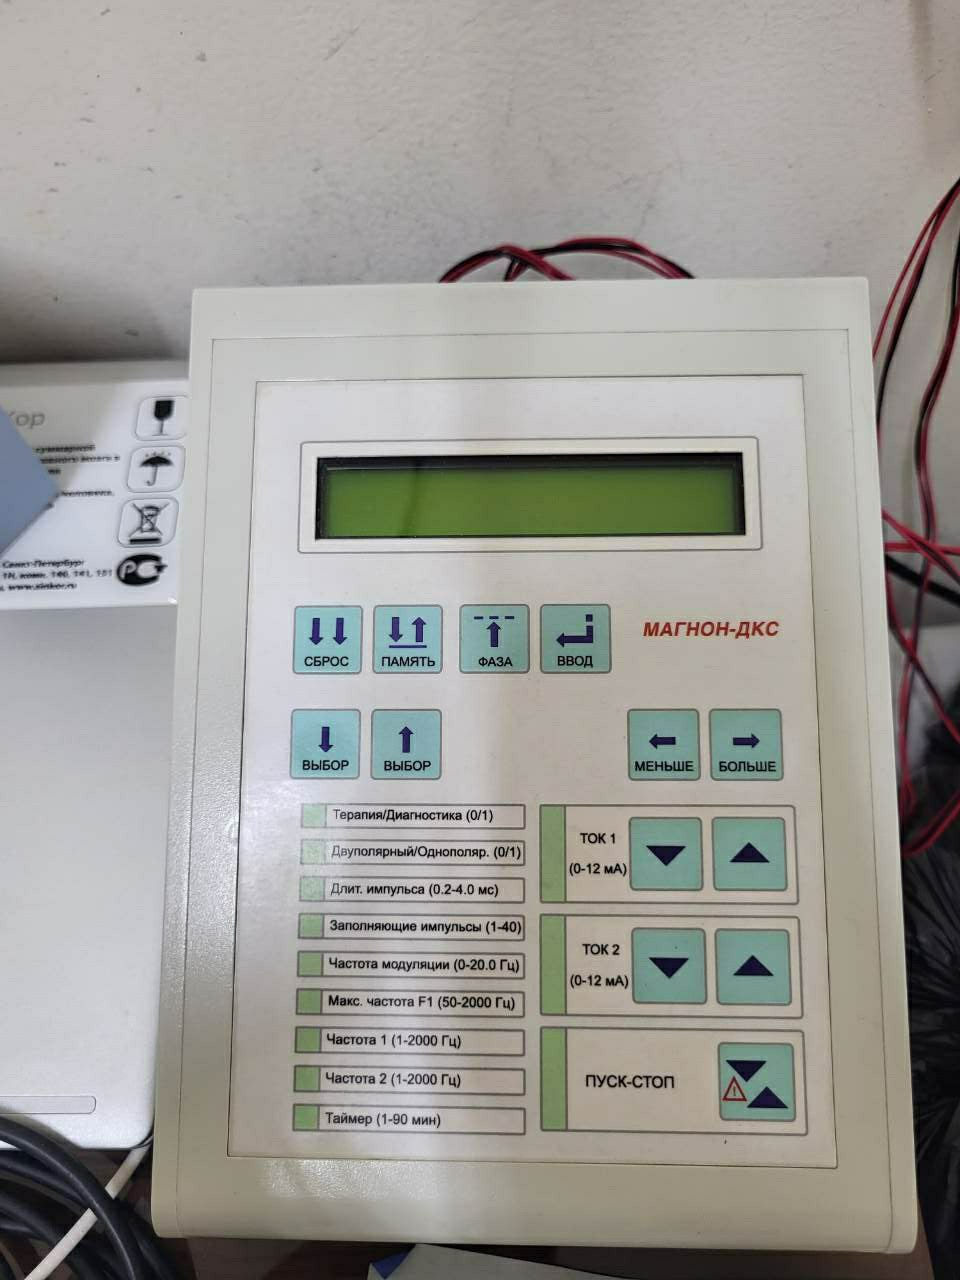 суммарной
Санкт-Петербург
СБРОС
ПАМЯТЬ
ФАЗА
ВВОД
МАГНОН-ДКС
ВЫБОР
ВЫБОР
МЕНЬШЕ
БОЛЬШЕ
Терапия/Диагностика (0/1)
Двуполярный/Однополяр. (0/1)
Длит. импульса (0.2-4.0 мс)
Заполняющие импульсы (1-40)
Частота модуляции (0-20.0 Гц)
Макс. частота F1 (50-2000 Гц)
Частота 1 (1-2000 Гц)
Частота 2 (1-2000 Гц)
Таймер (1-90 мин)
ТОК 1
(0-12 мА)
ТОК 2
(0-12 мА)
ПУСК-СТОП